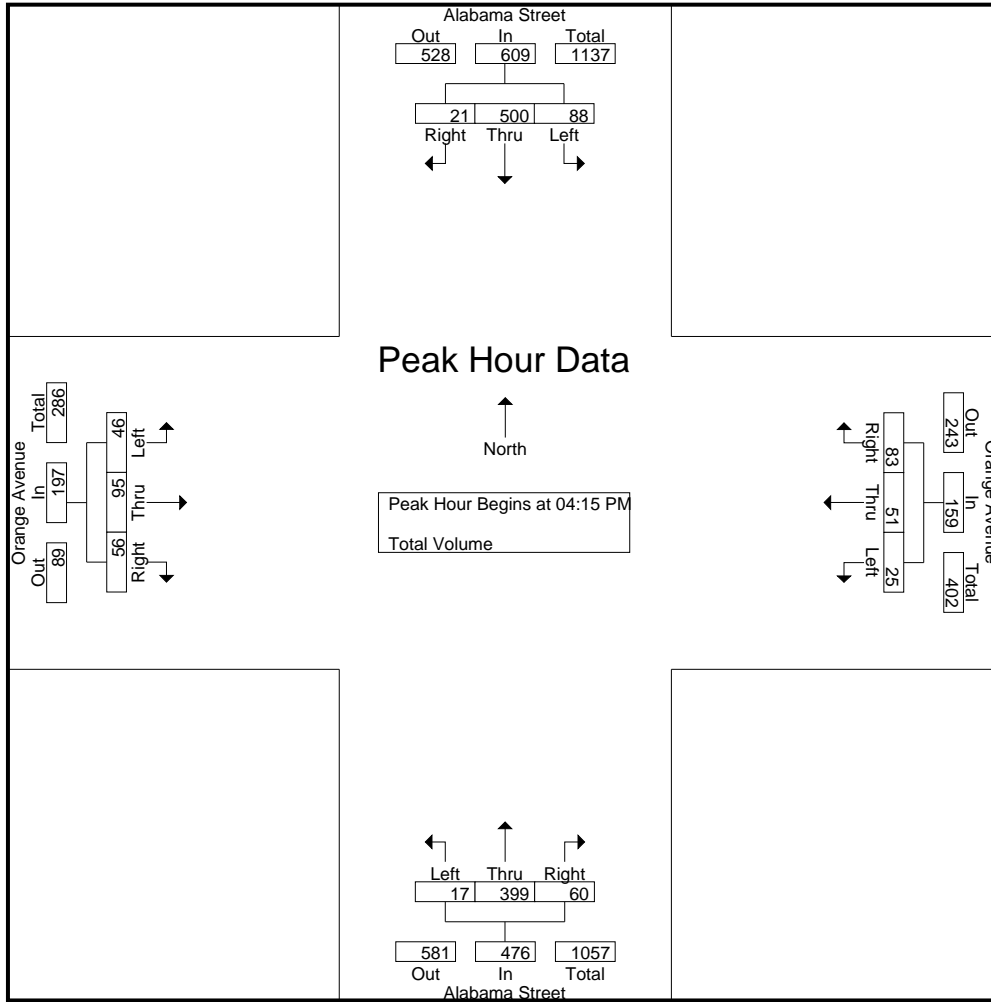 Alabama Street
Out In Total
528 609 1137
21 500 88
Right Thru Left
Peak Hour Data
North
Peak Hour Begins at 04:15 PM
Total Volume
Orange Avenue
Out In Total
89 197 286
Left Thru Right
46 95 56
Orange Avenue
Out In Total
243 159 402
83 51 25
Right Thru Left
Left Thru Right
17 399 60
581 476 1057
Out In Total
Alabama Street